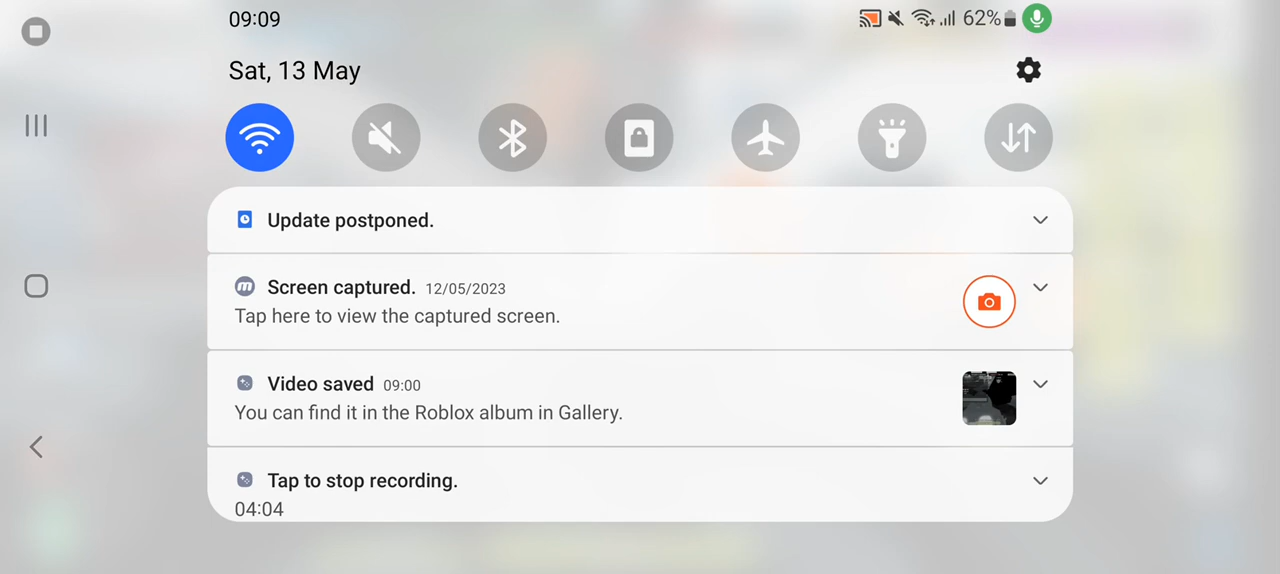 09:09
62%
Sat, 13 May
Update postponed.
Screen captured. 12/05/2023
Tap here to view the captured screen.
Video saved 09:00
You can find it in the Roblox album in Gallery.
Tap to stop recording.
04:04